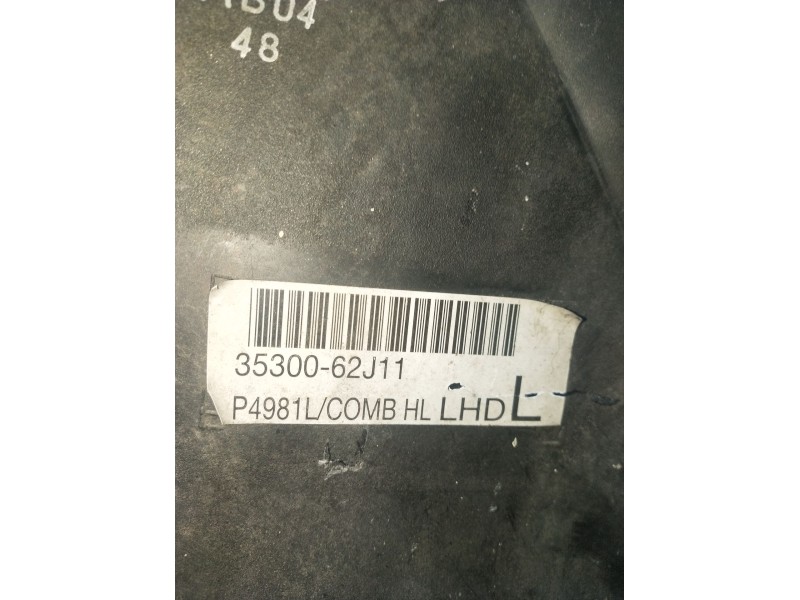 48
35300-62J11
P4981L/COMB HL LHD L